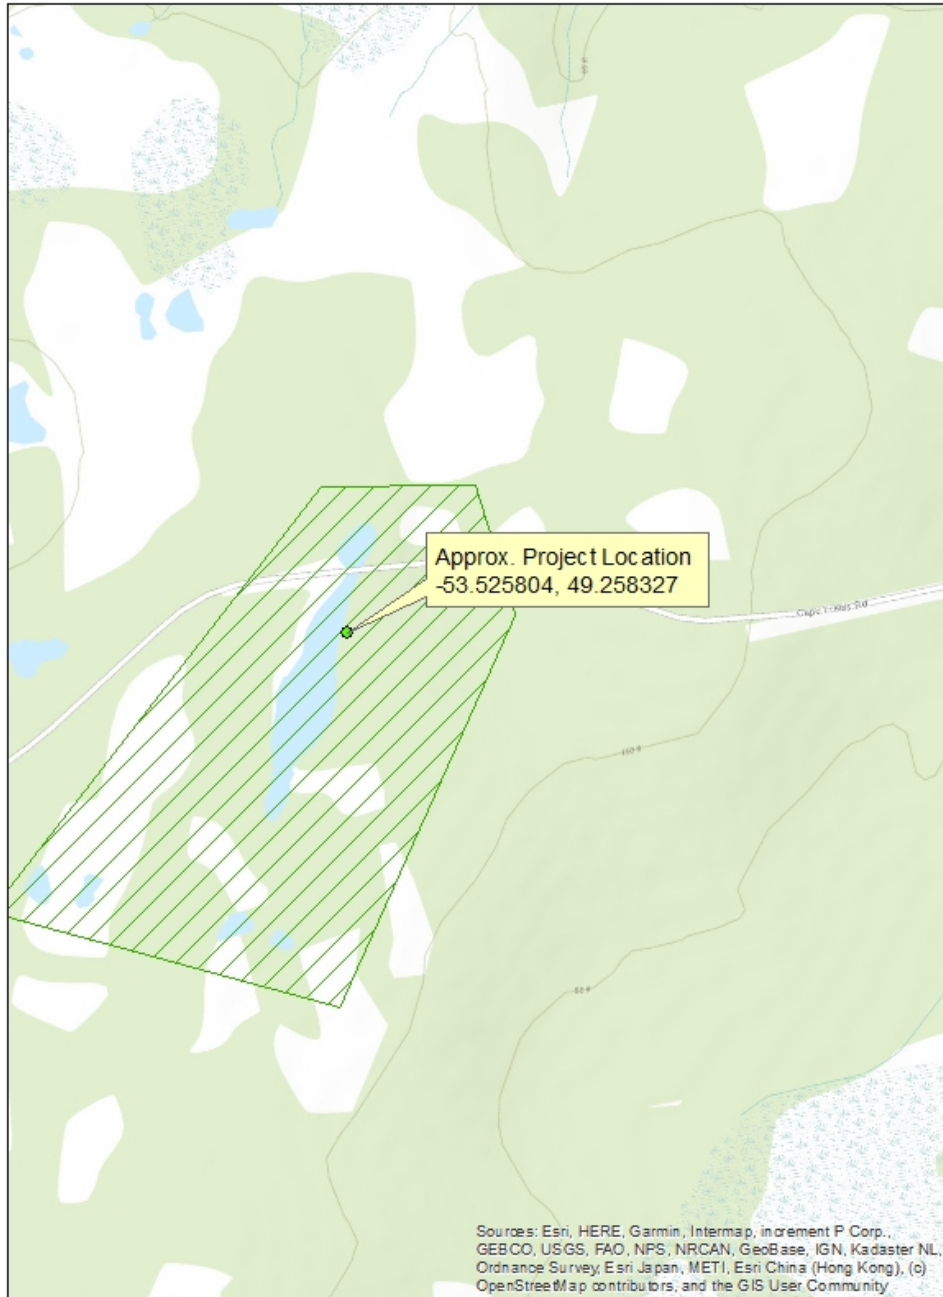 Approx. Project Location
-53.525804, 49.258327
Rd
Sources: Esri, HERE, Garmin, Intermap, increment P Corp.,
GEBCO, USGS, FAO, NPS, NRCAN, GeoBase, IGN, Kadaster NL,
Ordnance Survey, Esri Japan, METI, Esri China (Hong Kong), (c)
OpenStreetMap contributors, and the GIS User Community